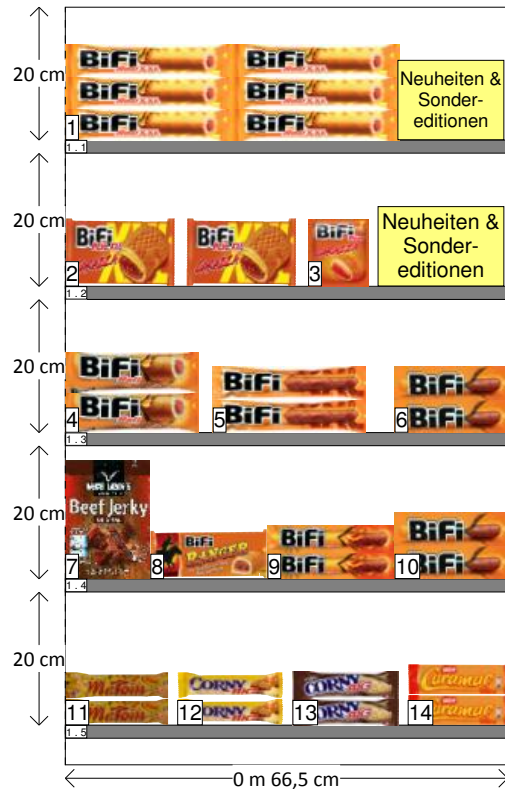 20 cm
BiFi
BiFi
BiFi
BiFi
BiFi
BiFi
Neuheiten &
Sonder-
editionen
1
1.1
20 cm
BiFi
BiFi
BiFi
Neuheiten &
Sonder-
editionen
2
3
1.2
20 cm
BiFi
BiFi
BiFi
BiFi
BiFi
BiFi
4
5
6
1.3
20 cm
Beef Jerky
BiFi
RANGER
BiFi
BiFi
BiFi
BiFi
7
8
9
10
1.4
20 cm
CORNY
CORNY
CORNY
CORNY
Caramac
Caramac
11
12
13
14
1.5
0 m 66,5 cm